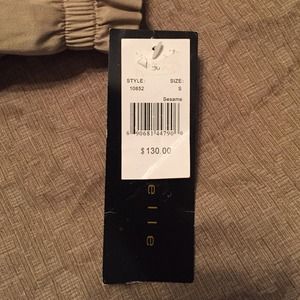 STYLE: SIZE:
10652 S
Sesame
$130.00
elle